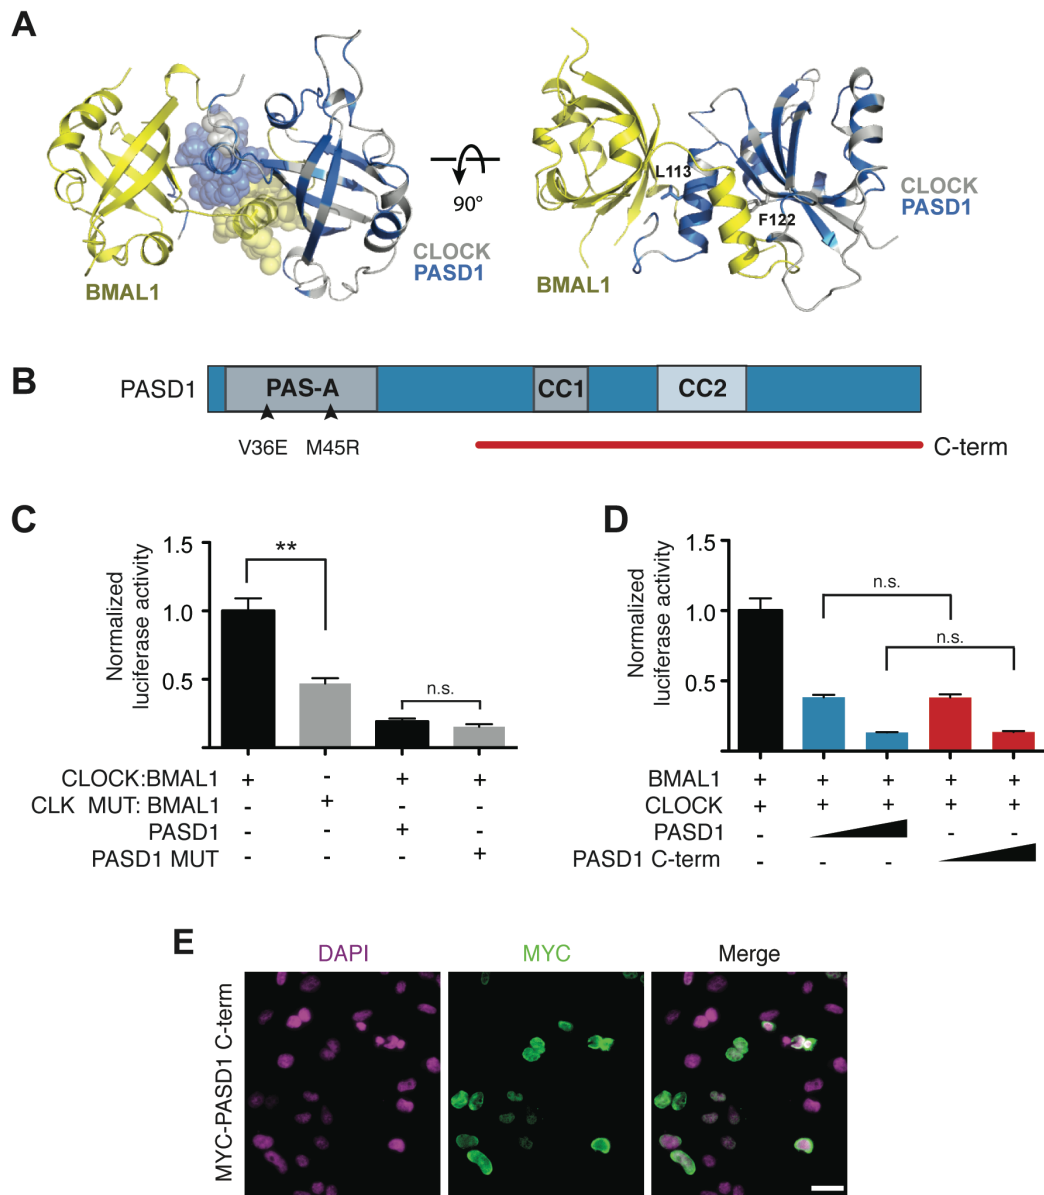 A
BMAL1
CLOCK
PASD1
90°
L113
F122
BMAL1
CLOCK
PASD1
B
PASD1
PAS-A
CC1
CC2
V36E
M45R
C-term
C
Normalized
luciferase activity
1.5
1.0
0.5
**
n.s.
CLOCK:BMAL1 + - + +
CLK MUT: BMAL1 - + - -
PASD1 - - + -
PASD1 MUT - - - +
D
Normalized
luciferase activity
1.5
1.0
0.5
n.s.
n.s.
BMAL1 + + + + +
CLOCK + + + + +
PASD1 - - -
PASD1 C-term - - -
E
DAPI
MYC
Merge
MYC-PASD1 C-term